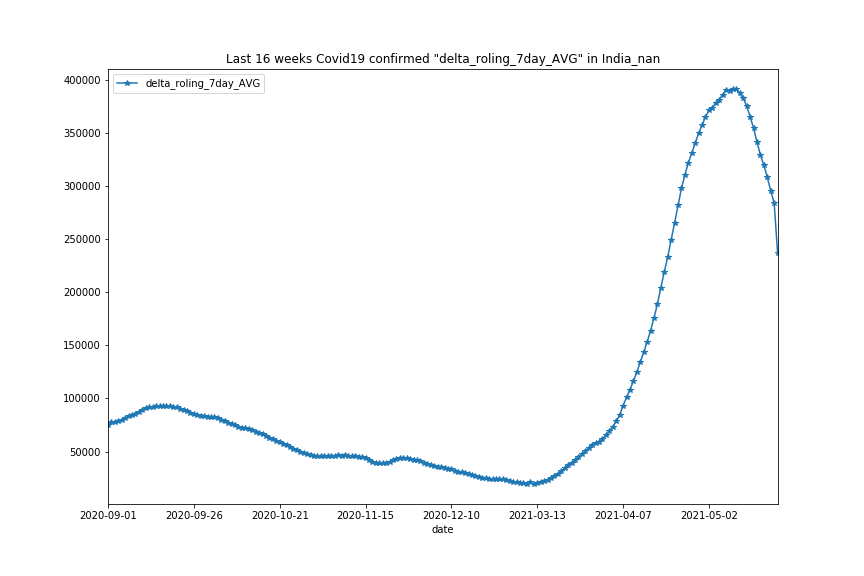 Last 16 weeks Covid19 confirmed "delta_roling_7day_AVG" in India_nan
delta_roling_7day_AVG
400000
350000
300000
250000
200000
150000
100000
50000
2020-09-01 2020-09-26 2020-10-21 2020-11-15 2020-12-10 2021-03-13 2021-04-07 2021-05-02
date